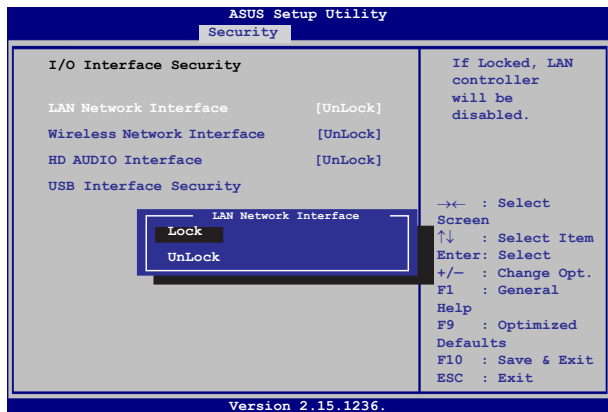 ASUS Setup Utility
Security
I/O Interface Security
LAN Network Interface [UnLock]
Wireless Network Interface [UnLock]
HD AUDIO Interface [UnLock]
USB Interface Security
LAN Network Interface
Lock
UnLock
If Locked, LAN
controller
will be
disabled.
→← : Select
Screen
↑↓ : Select Item
Enter: Select
+/— : Change Opt.
F1 : General
Help
F9 : Optimized
Defaults
F10 : Save & Exit
ESC : Exit
Version 2.15.1236.